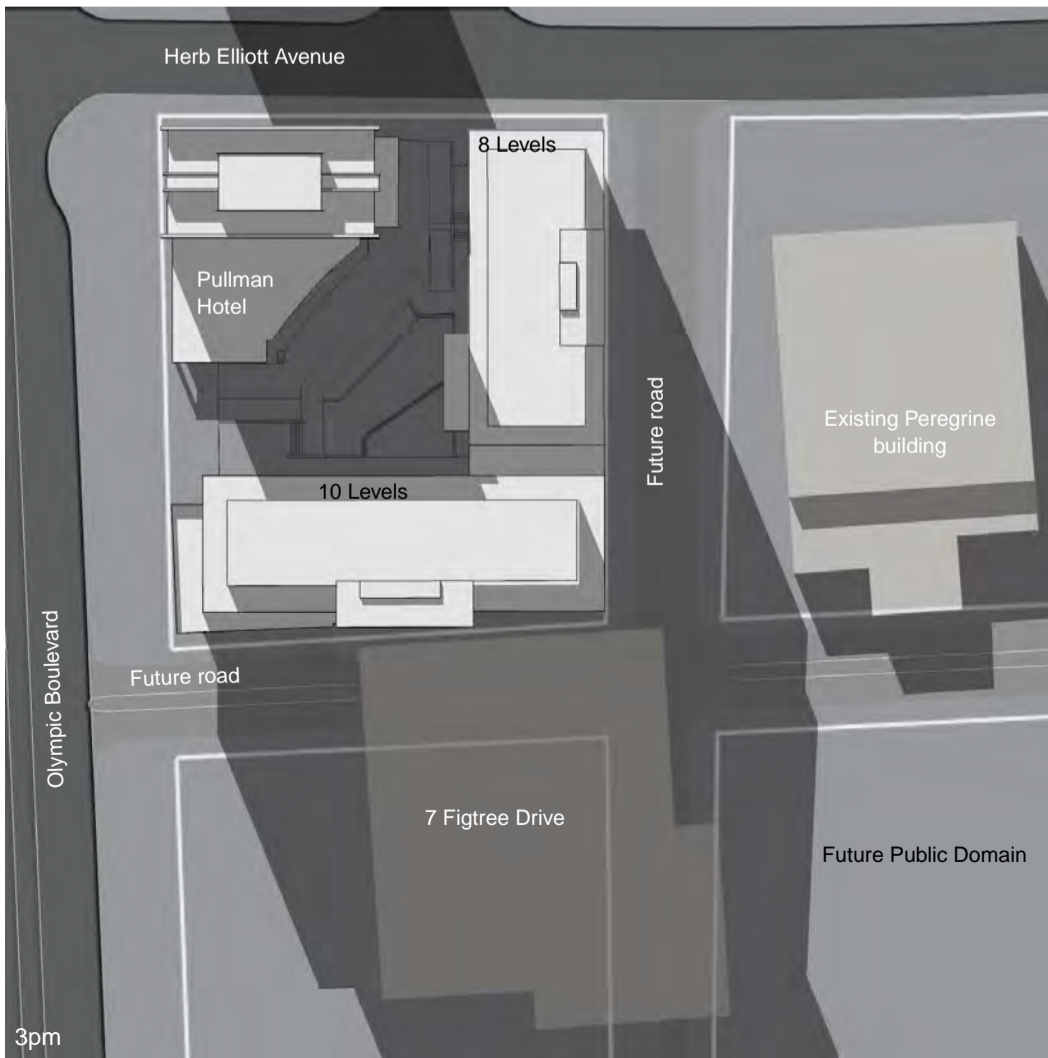 Herb Elliott Avenue
8 Levels
Pullman
Hotel
Future road
Existing Peregrine
building
10 Levels
Olympic Boulevard
Future road
7 Figtree Drive
Future Public Domain
3pm